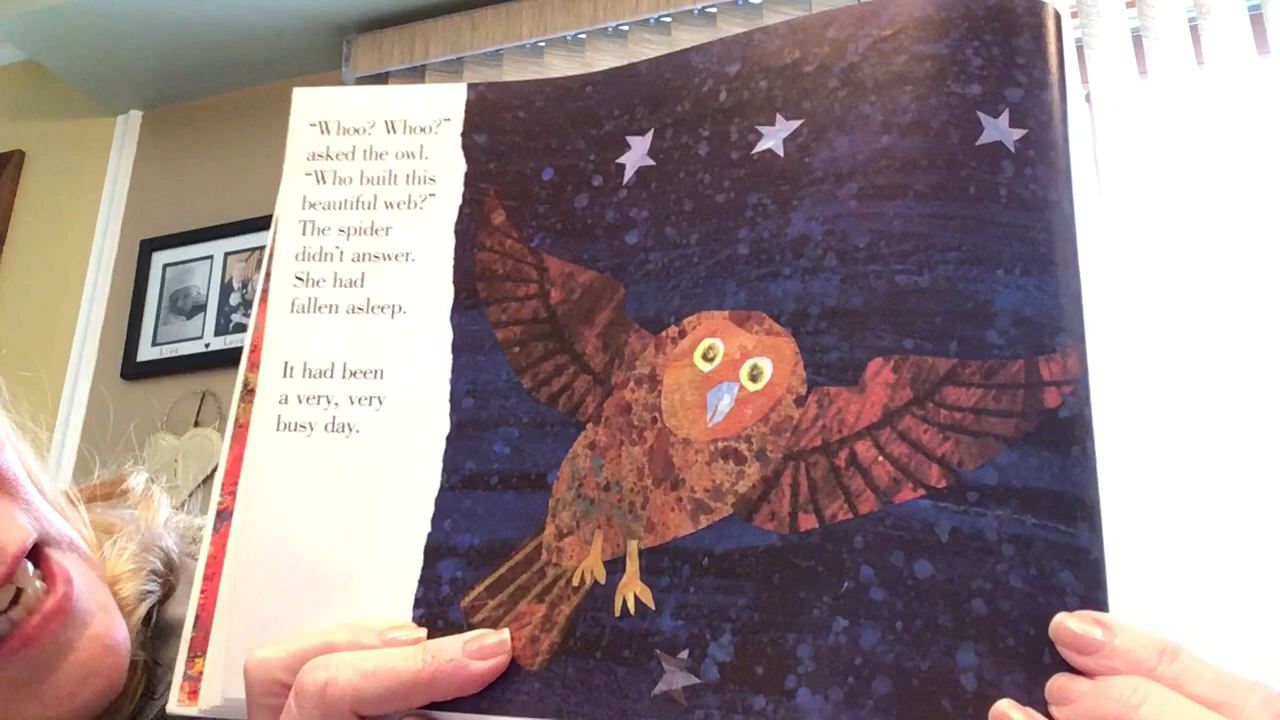 “Whoo? Whoo?”
asked the owl.
“Who built this
beautiful web?”
The spider
didn’t answer.
She had
fallen asleep.
It had been
a very, very
busy day.